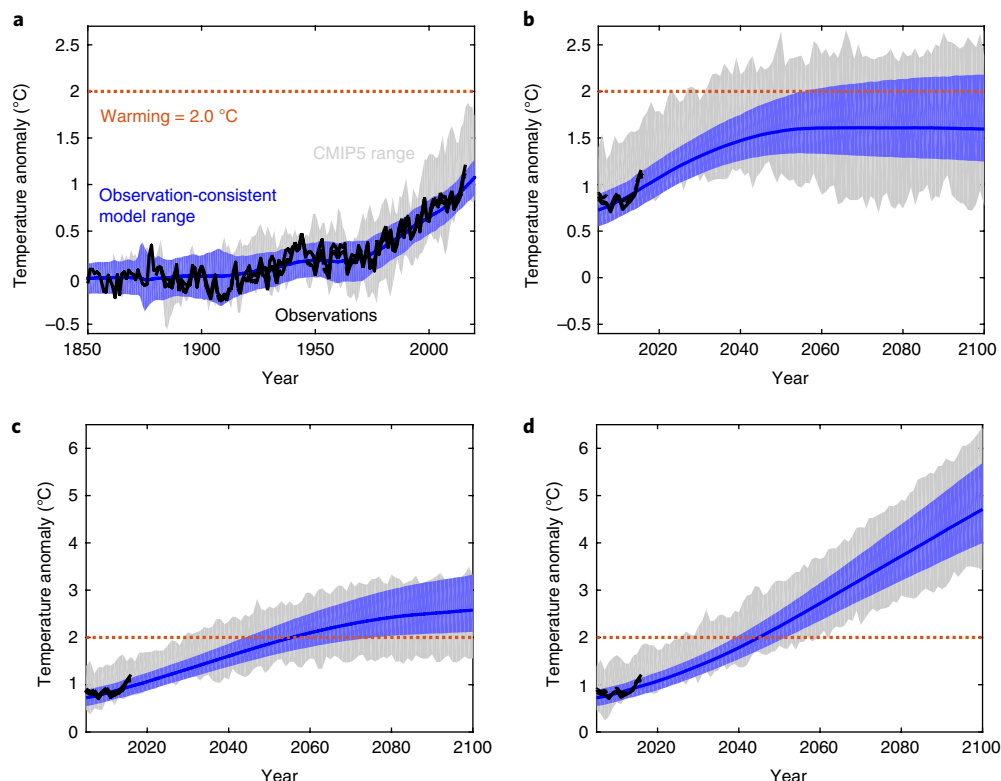 a
2.5
2
1.5
1
0.5
0
–0.5
Temperature anomaly (°C)
Warming = 2.0 °C
CMIP5 range
Observation-consistent
model range
Observations
1850
1900
1950
2000
Year
b
2.5
2
1.5
1
0.5
0
–0.5
Temperature anomaly (°C)
2020
2040
2060
2080
2100
Year
c
6
5
4
3
2
1
0
Temperature anomaly (°C)
2020
2040
2060
2080
2100
Year
d
6
5
4
3
2
1
0
Temperature anomaly (°C)
2020
2040
2060
2080
2100
Year